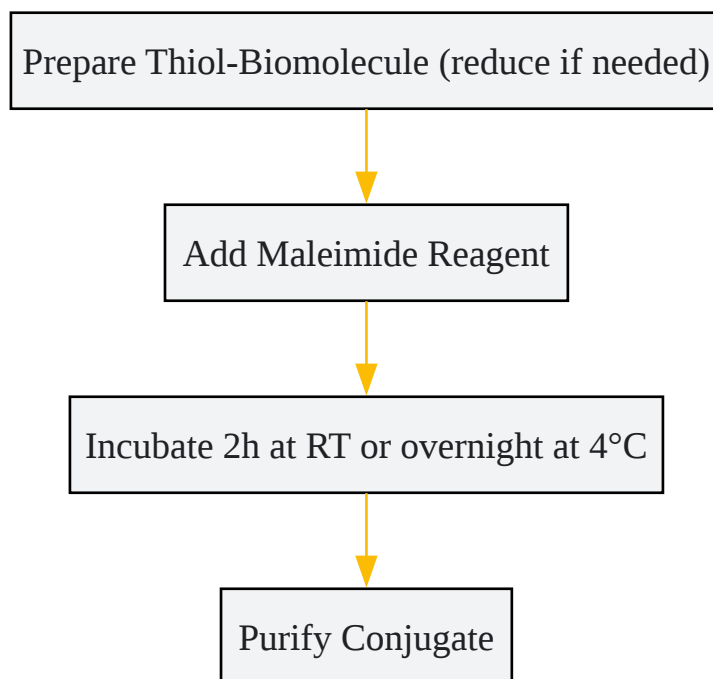 Prepare Thiol-Biomolecule (reduce if needed)
Add Maleimide Reagent
Incubate 2h at RT or overnight at 4°C
Purify Conjugate